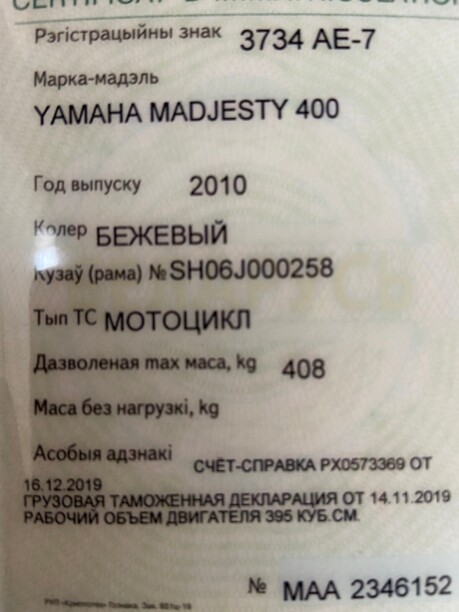 Рэгістрацыйны знак 3734 AE-7
Марка-мадэль
YAMAHA MADJESTY 400
Год выпуску 2010
Колер БЕЖЕВЫЙ
Кузаў (рама) № SH06J000258
Тып ТС МОТОЦИКЛ
Дазволеная max маса, kg 408
Маса без нагрузкі, kg
Асобыя адзнакі СЧЁТ-СПРАВКА РХ0573369 ОТ
16.12.2019
ГРУЗОВАЯ ТАМОЖЕННАЯ ДЕКЛАРАЦИЯ ОТ 14.11.2019
РАБОЧИЙ ОБЪЕМ ДВИГАТЕЛЯ 395 КУБ.СМ.
№ МАА 2346152